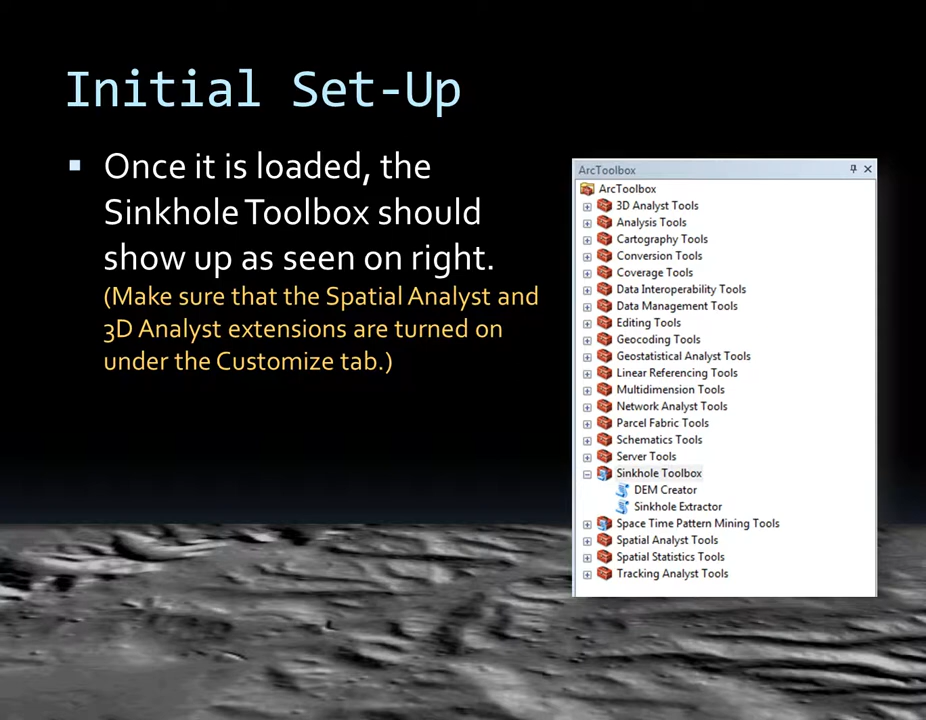 Initial Set-Up
▪ Once it is loaded, the
Sinkhole Toolbox should
show up as seen on right.
(Make sure that the Spatial Analyst and
3D Analyst extensions are turned on
under the Customize tab.)
ArcToolbox
ArcToolbox
3D Analyst Tools
Analysis Tools
Cartography Tools
Conversion Tools
Coverage Tools
Data Interoperability Tools
Data Management Tools
Editing Tools
Geocoding Tools
Geostatistical Analyst Tools
Linear Referencing Tools
Multidimension Tools
Network Analyst Tools
Parcel Fabric Tools
Schematics Tools
Server Tools
Sinkhole Toolbox
DEM Creator
Sinkhole Extractor
Space Time Pattern Mining Tools
Spatial Analyst Tools
Spatial Statistics Tools
Tracking Analyst Tools